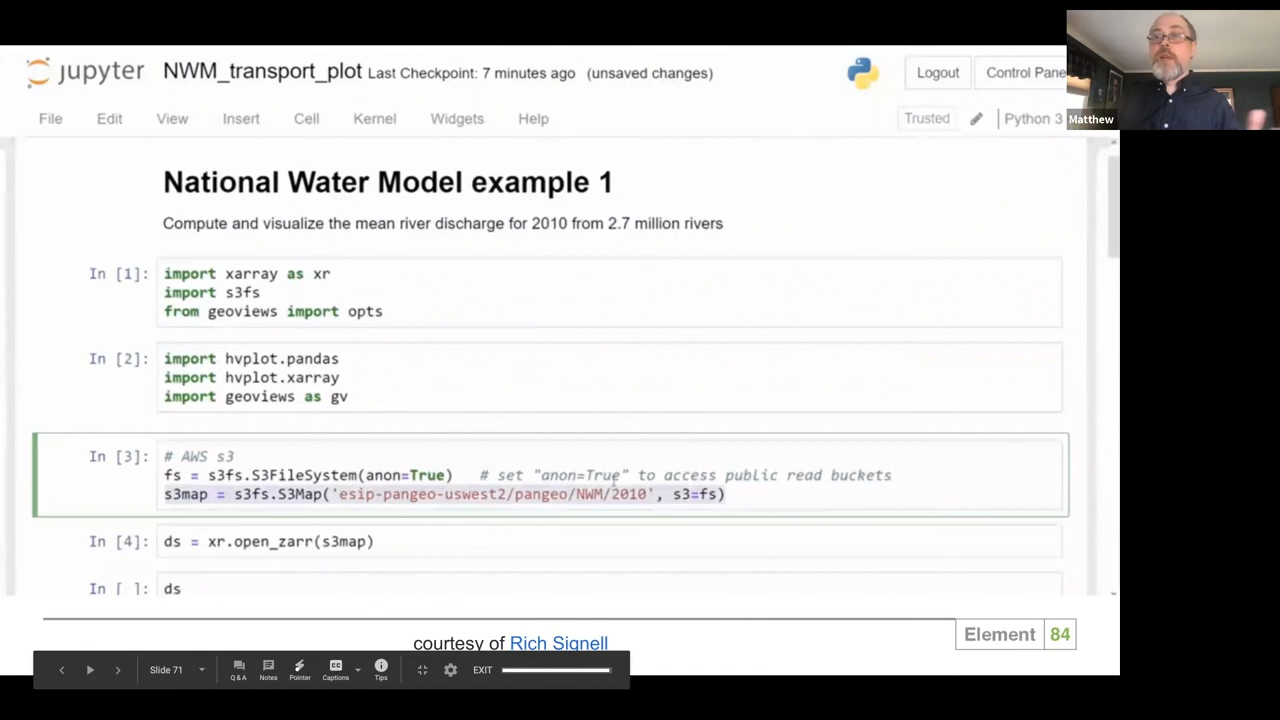 jupyter NWM_transport_plot Last Checkpoint: 7 minutes ago (unsaved changes)
Logout Control Pane
Matthew
File Edit View Insert Cell Kernel Widgets Help Trusted Python 3
National Water Model example 1
Compute and visualize the mean river discharge for 2010 from 2.7 million rivers
In [1]: import xarray as xr
import s3fs
from geoviews import opts
In [2]: import hvplot.pandas
import hvplot.xarray
import geoviews as gv
In [3]: # AWS s3
fs = s3fs.S3FileSystem(anon=True) # set "anon=True" to access public read buckets
s3map = s3fs.S3Map('esip-pangeo-uswest2/pangeo/NWM/2010', s3=fs)
In [4]: ds = xr.open_zarr(s3map)
In [ ]: ds
courtesy of Rich Signell
Element 84
Slide 71 Q & A Notes Pointer CC Captions Tips EXIT